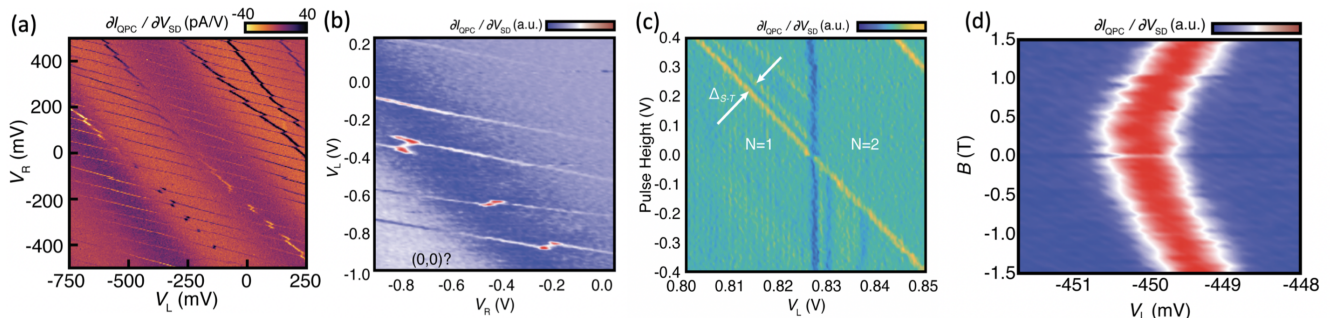 (a)
∂I_QPC / ∂V_SD (pA/V)
-40
40
V_R (mV)
400
200
0
-200
-400
-750
-500
-250
0
250
V_L (mV)
(b)
∂I_QPC / ∂V_SD (a.u.)
V_L (V)
0.2
0.0
-0.2
-0.4
-0.6
-0.8
-1.0
(0,0)?
-0.8
-0.6
-0.4
-0.2
0.0
V_R (V)
(c)
∂I_QPC / ∂V_SD (a.u.)
Pulse Height (V)
0.4
0.3
0.2
0.1
0.0
-0.1
-0.2
-0.3
-0.4
Δ_S-T
N=1
N=2
0.80
0.81
0.82
0.83
0.84
0.85
V_L (V)
(d)
∂I_QPC / ∂V_SD (a.u.)
B (T)
1.5
1.0
0.5
0.0
-0.5
-1.0
-1.5
-451
-450
-449
-448
V_L (mV)